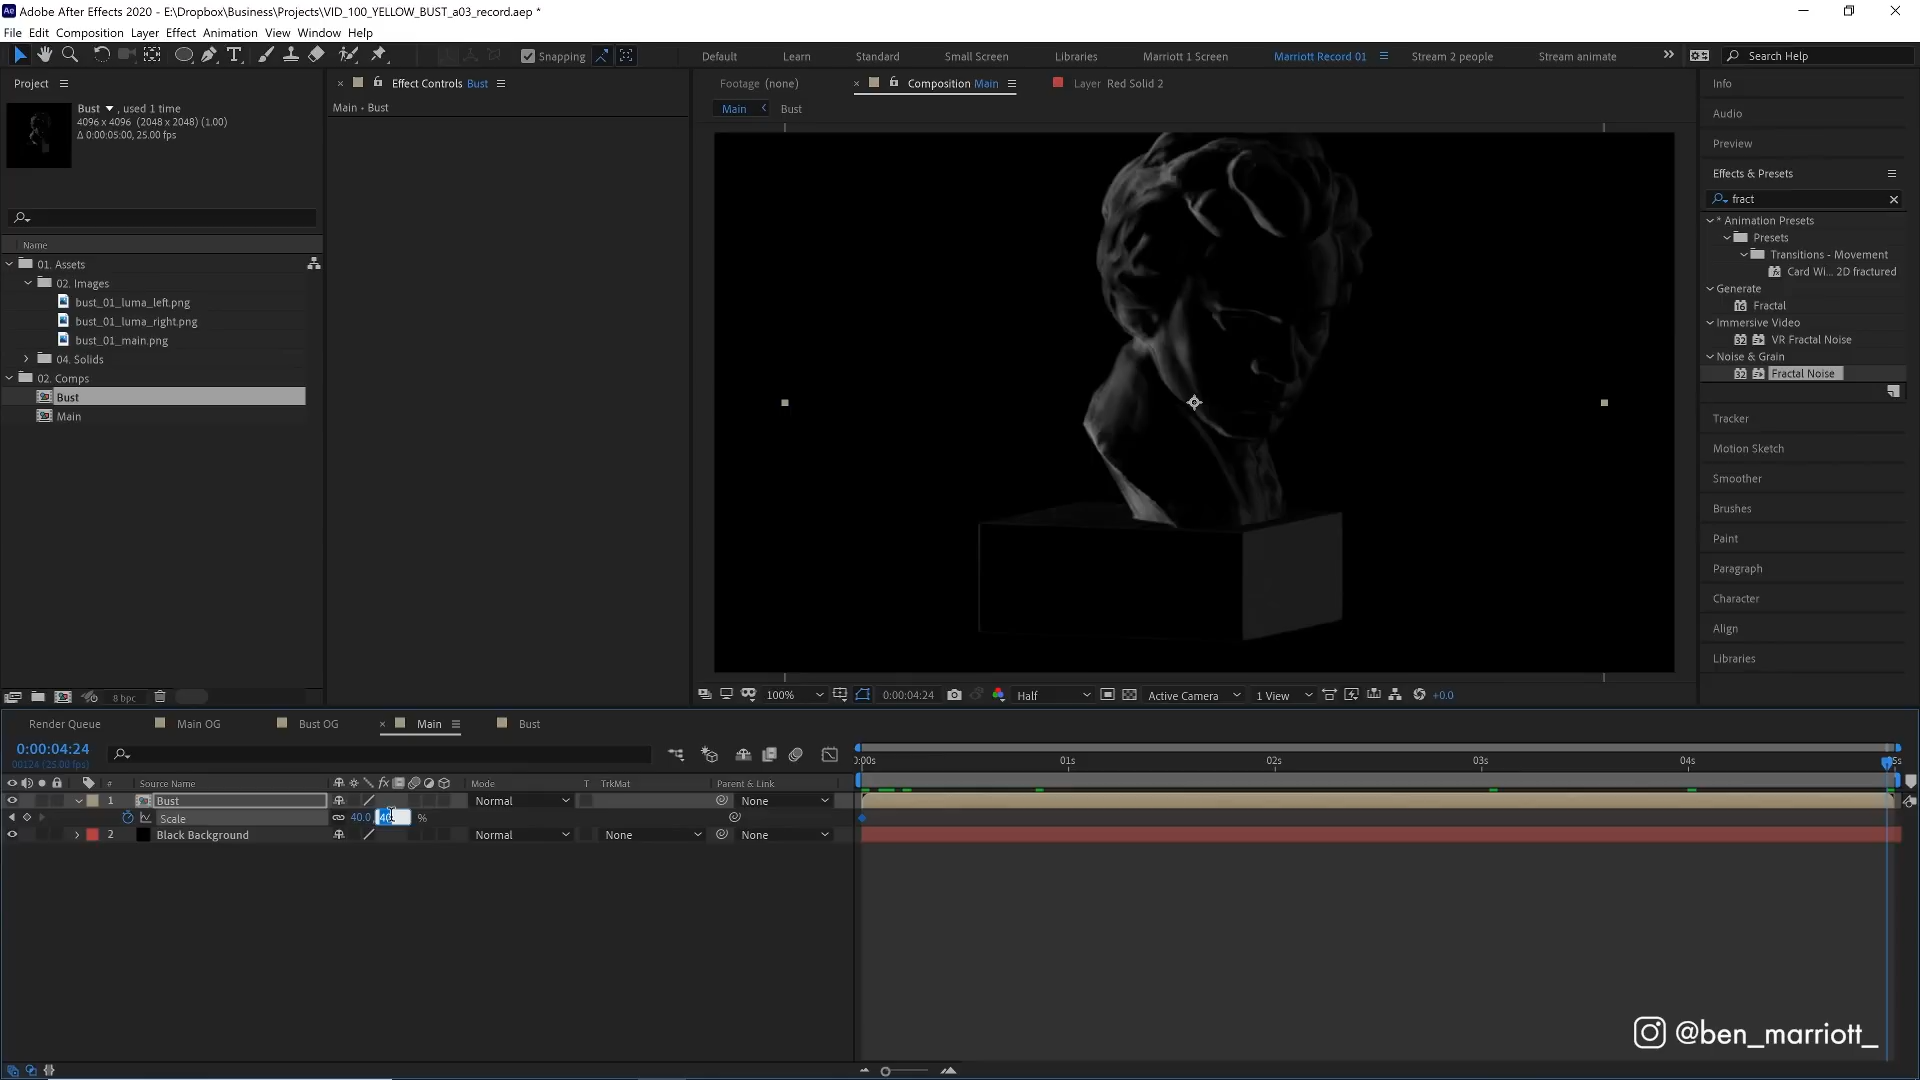 Adobe After Effects 2020 - E:\Dropbox\Business\Projects\VID_100_YELLOW_BUST_a03_record.aep *
File Edit Composition Layer Effect Animation View Window Help
Snapping
Default Learn Standard Small Screen Libraries Marriott 1 Screen Marriott Record 01 Stream 2 people Stream animate Search Help
Project
Bust , used 1 time
4096 x 4096 (2048 x 2048) (1.00)
Δ 0:00:05:00, 25.00 fps
Name
01. Assets
02. Images
bust_01_luma_left.png
bust_01_luma_right.png
bust_01_main.png
04. Solids
02. Comps
Bust
Main
8 bpc
Effect Controls Bust
Main • Bust
Footage (none) Composition Main Layer Red Solid 2
Main Bust
100% 0:00:04:24 Half Active Camera 1 View +0.0
Info
Audio
Preview
Effects & Presets
fract
* Animation Presets
Presets
Transitions - Movement
Card Wi... 2D fractured
Generate
16 Fractal
Immersive Video
32 VR Fractal Noise
Noise & Grain
32 Fractal Noise
Tracker
Motion Sketch
Smoother
Brushes
Paint
Paragraph
Character
Align
Libraries
Render Queue Main OG Bust OG Main Bust
0:00:04:24
00124 (25.00 fps)
# Source Name Mode T TrkMat Parent & Link
0:00s 01s 02s 03s 04s 05s
1 Bust Normal None
Scale 40.0, 40 %
2 Black Background Normal None None
@ben_marriott_